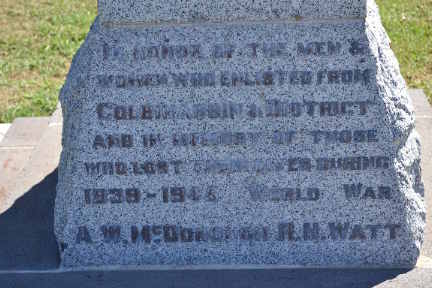 IN HONOR OF THE MEN &
WOMEN WHO ENLISTED FROM
COLBINABBIN & DISTRICT
AND IN MEMORY OF THOSE
WHO LOST THEIR LIVES DURING
1939-1945 WORLD WAR
A.W. McDONOUGH R.H. WATT